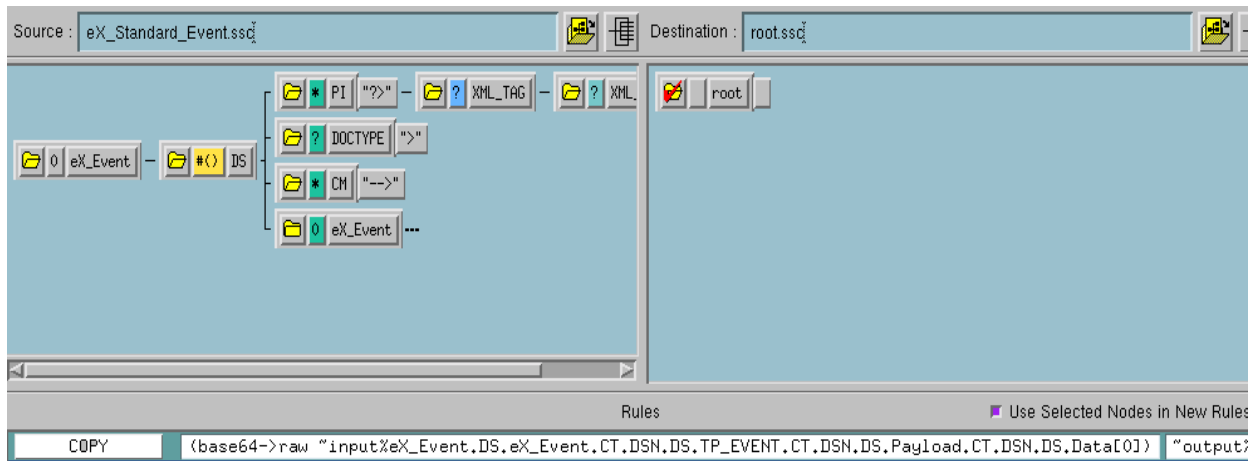 Source : eX_Standard_Event.ssc Destination : root.ssc
* PI "?>" ? XML_TAG ? XML_ root
? DOCTYPE ">"
0 eX_Event #() DS
* CM "-->"
0 eX_Event
Rules Use Selected Nodes in New Rules
COPY (base64->raw ~input%eX_Event.DS.eX_Event.CT.DSN.DS.TP_EVENT.CT.DSN.DS.Payload.CT.DSN.DS.Data[0]) ~output%